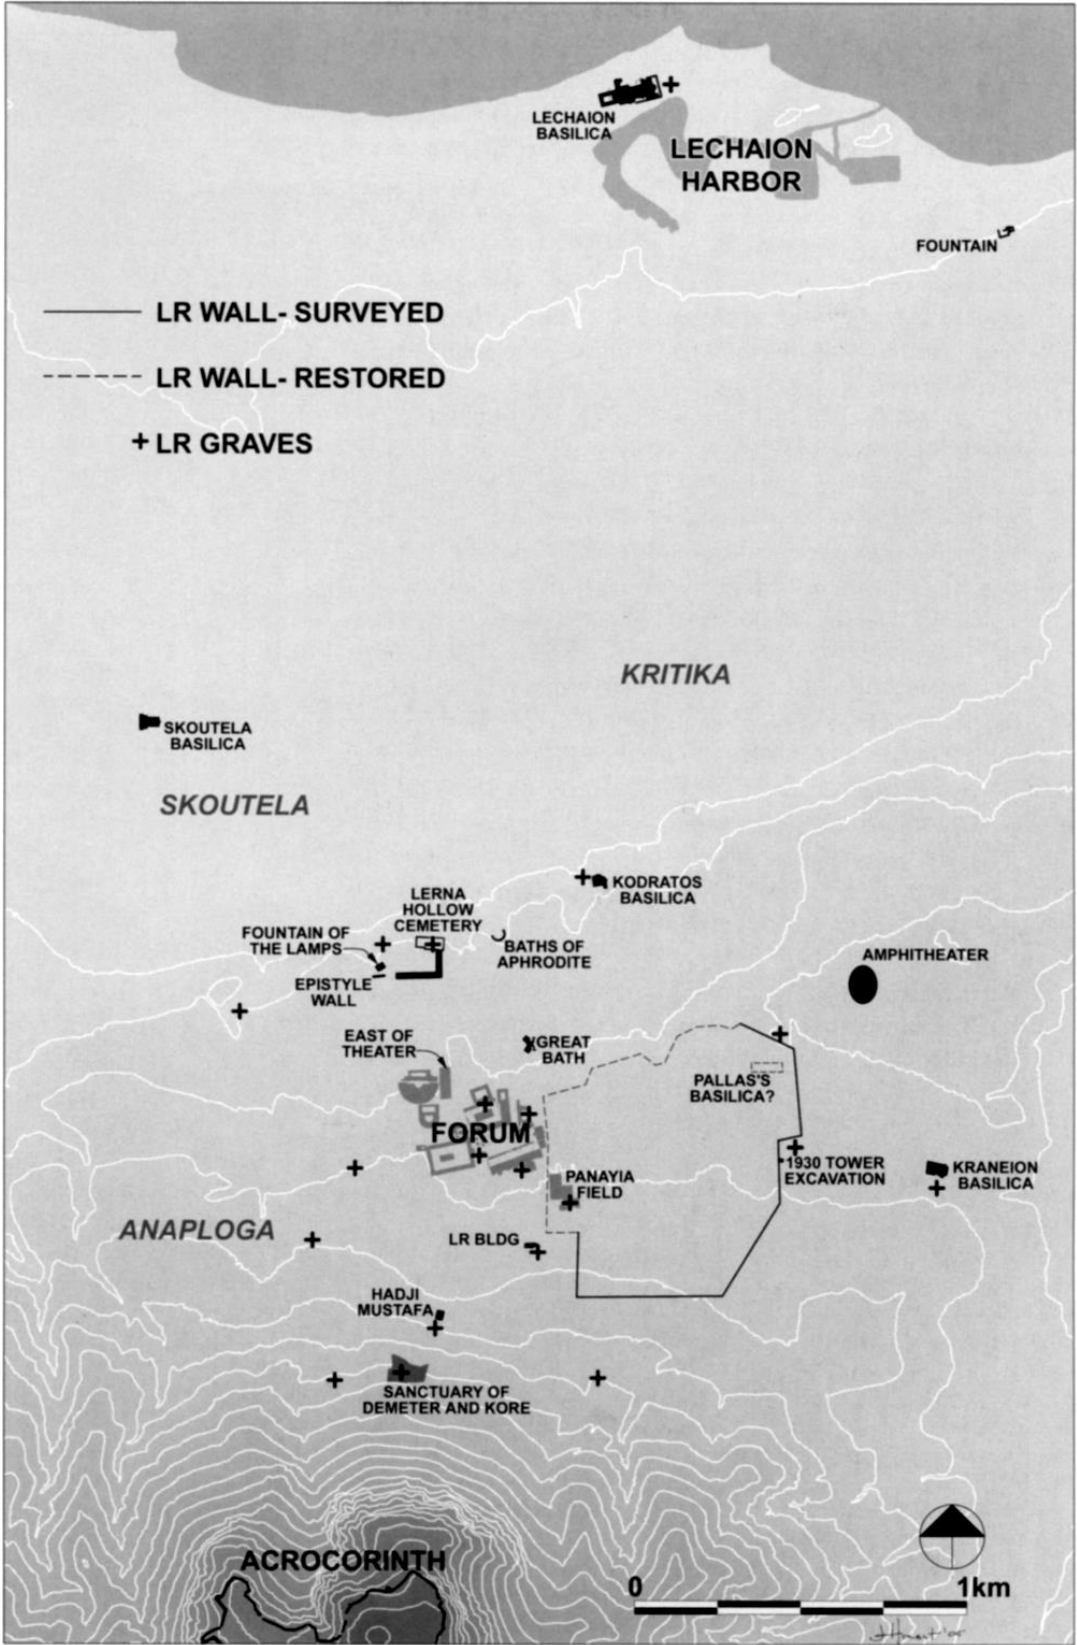 LECHAION
BASILICA
LECHAION
HARBOR
FOUNTAIN
LR WALL- SURVEYED
LR WALL- RESTORED
LR GRAVES
KRITIKA
SKOUTELA
BASILICA
SKOUTELA
KODRATOS
BASILICA
LERNA
HOLLOW
CEMETERY
FOUNTAIN OF
THE LAMPS
BATHS OF
APHRODITE
AMPHITHEATER
EPISTYLE
WALL
EAST OF
THEATER
GREAT
BATH
PALLAS'S
BASILICA?
FORUM
1930 TOWER
EXCAVATION
KRANEION
BASILICA
PANAYIA
FIELD
ANAPLOGA
LR BLDG
HADJI
MUSTAFA
SANCTUARY OF
DEMETER AND KORE
ACROCORINTH
0 1km